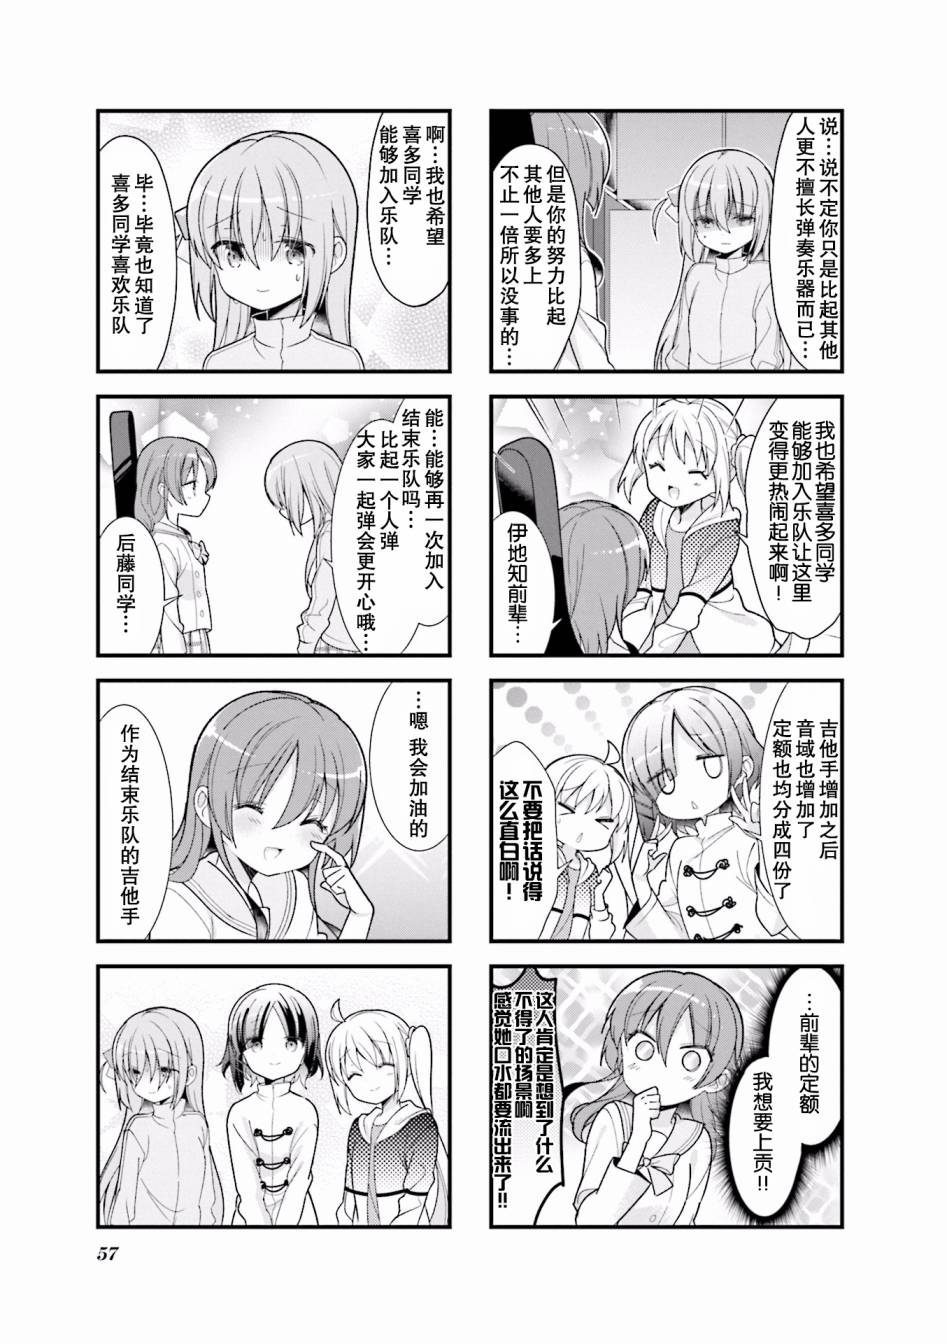 说…说不定你只是比起其他
人更不擅长弹奏乐器而已…
但是你的努力比起
其他人要多上
不止一倍所以没事的…
我也希望喜多同学
能够加入乐队让这里
变得更热闹起来啊!
伊地知前辈…
吉他手增加之后
音域也增加了
定额也均分成四份了
不要把话说得
这么直白啊!
…前辈的定额
我想要上贡!!
这人肯定是想到了什么
不得了的场景啊
感觉她口水都要流出来了!!
啊…我也希望
喜多同学
能够加入乐队…
毕…毕竟也知道了
喜多同学喜欢乐队
能…能够再一次加入
结束乐队吗…
比起一个人弹
大家一起弹会更开心哦…
后藤同学…
…嗯 我会加油的
作为结束乐队的吉他手
57